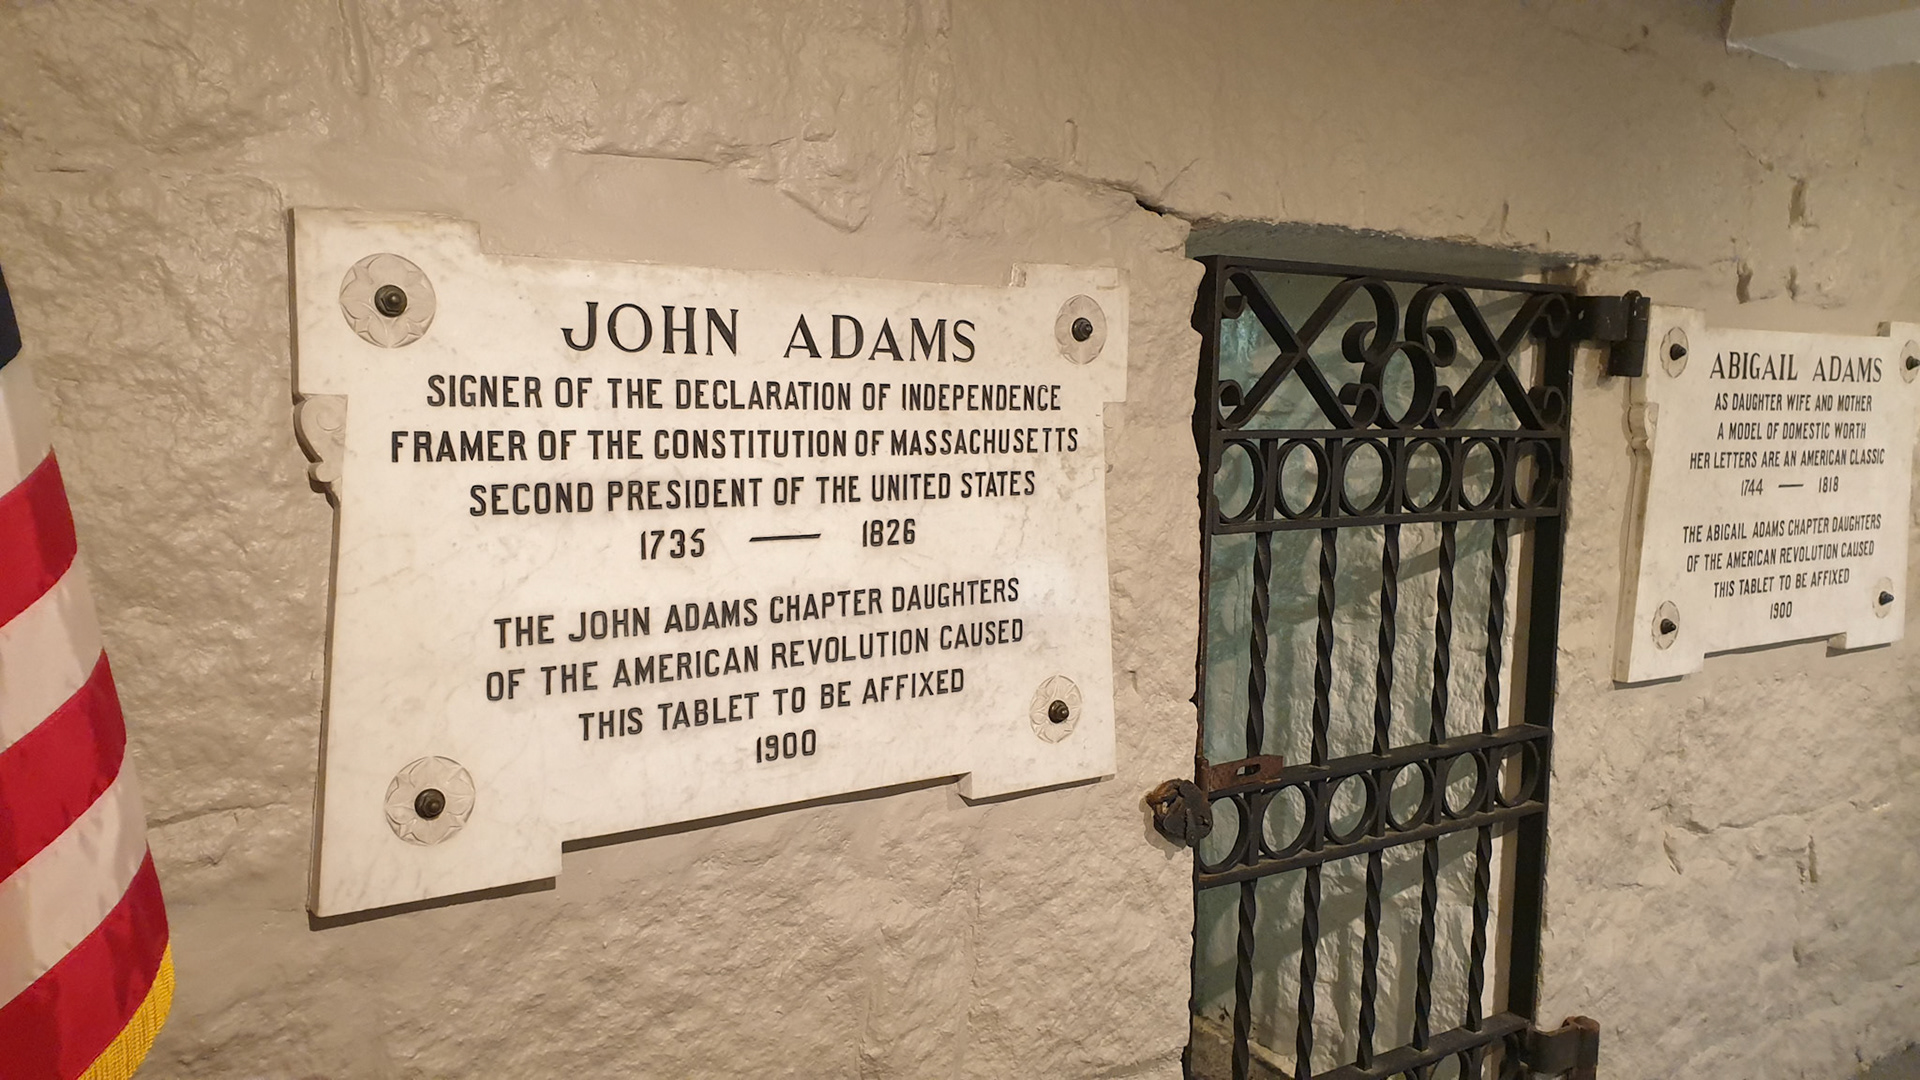 JOHN ADAMS
SIGNER OF THE DECLARATION OF INDEPENDENCE
FRAMER OF THE CONSTITUTION OF MASSACHUSETTS
SECOND PRESIDENT OF THE UNITED STATES
1735 — 1826
THE JOHN ADAMS CHAPTER DAUGHTERS
OF THE AMERICAN REVOLUTION CAUSED
THIS TABLET TO BE AFFIXED
1900
ABIGAIL ADAMS
AS DAUGHTER WIFE AND MOTHER
A MODEL OF DOMESTIC WORTH
HER LETTERS ARE AN AMERICAN CLASSIC
1744 — 1818
THE ABIGAIL ADAMS CHAPTER DAUGHTERS
OF THE AMERICAN REVOLUTION CAUSED
THIS TABLET TO BE AFFIXED
1900